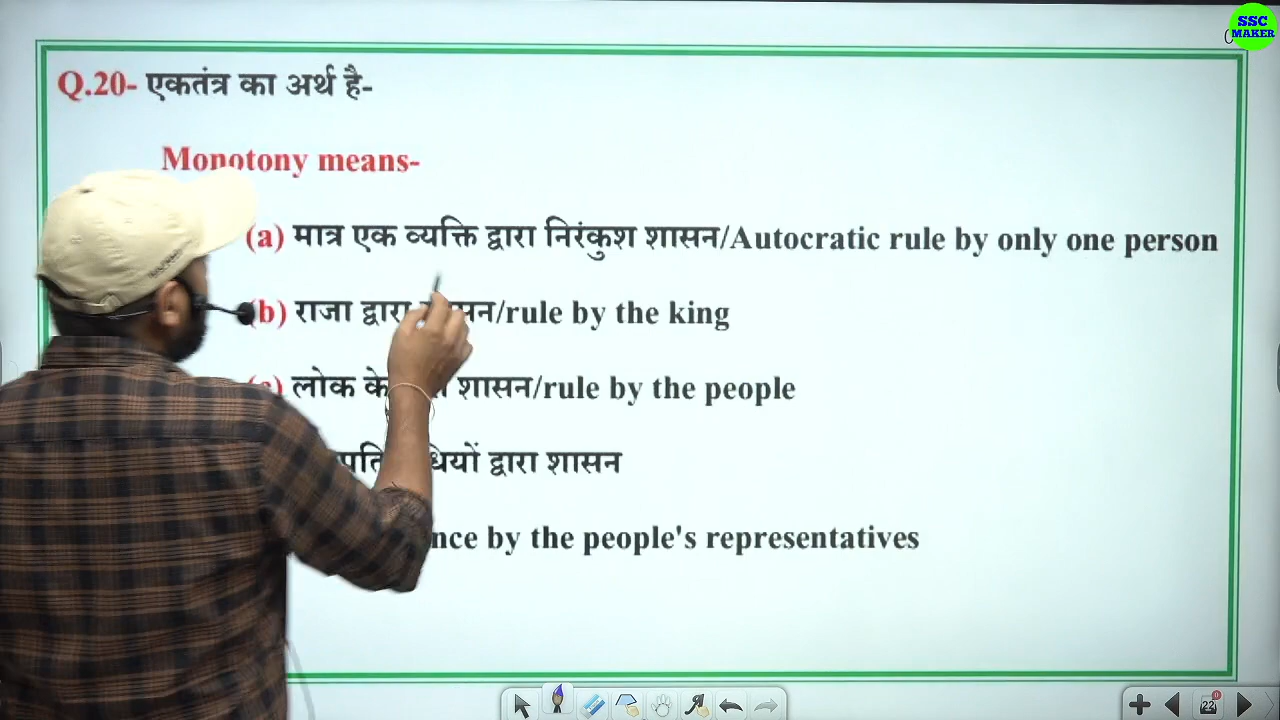 SSC
MAKER
Q.20- एकतंत्र का अर्थ है-
Monotony means-
(a) मात्र एक व्यक्ति द्वारा निरंकुश शासन/Autocratic rule by only one person
(b) राजा द्वारा शासन/rule by the king
(c) लोक के शासन/rule by the people
द्वारा शासन
by the people's representatives
22